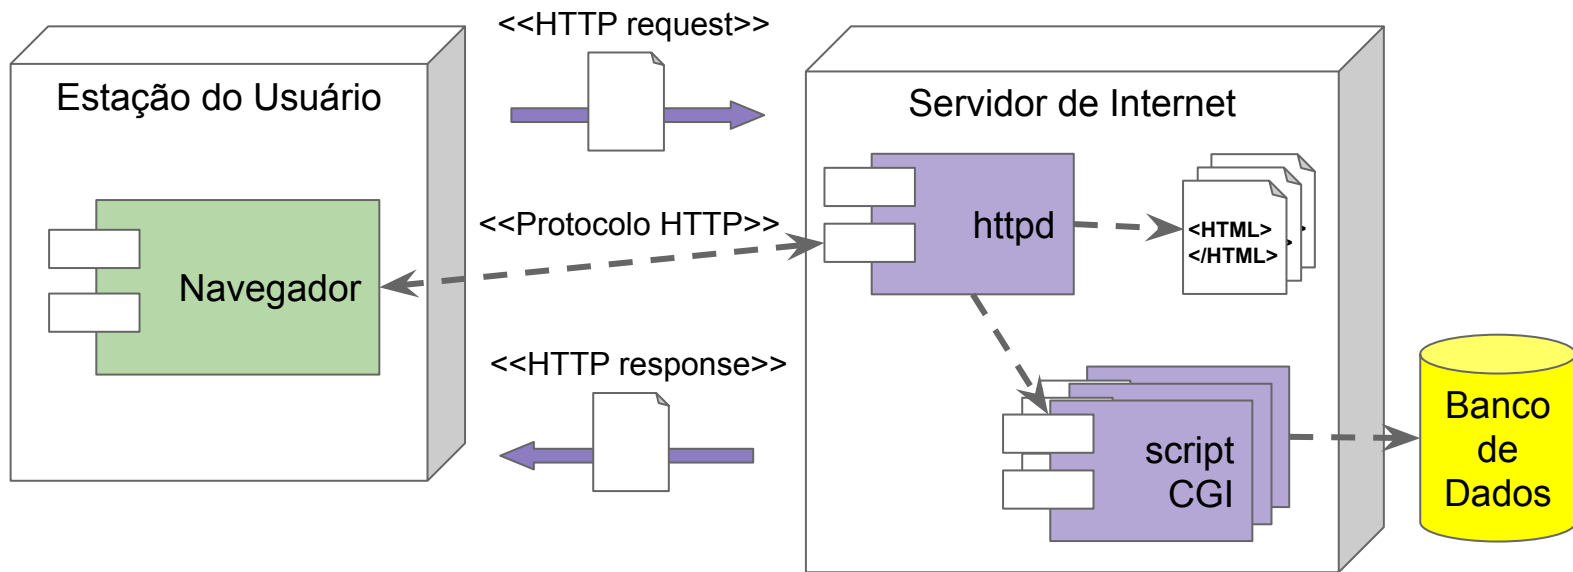 <<HTTP request>>
Estação do Usuário
Servidor de Internet
<<Protocolo HTTP>>
httpd
<HTML>
</HTML>
>
>
Navegador
<<HTTP response>>
script
CGI
Banco
de
Dados